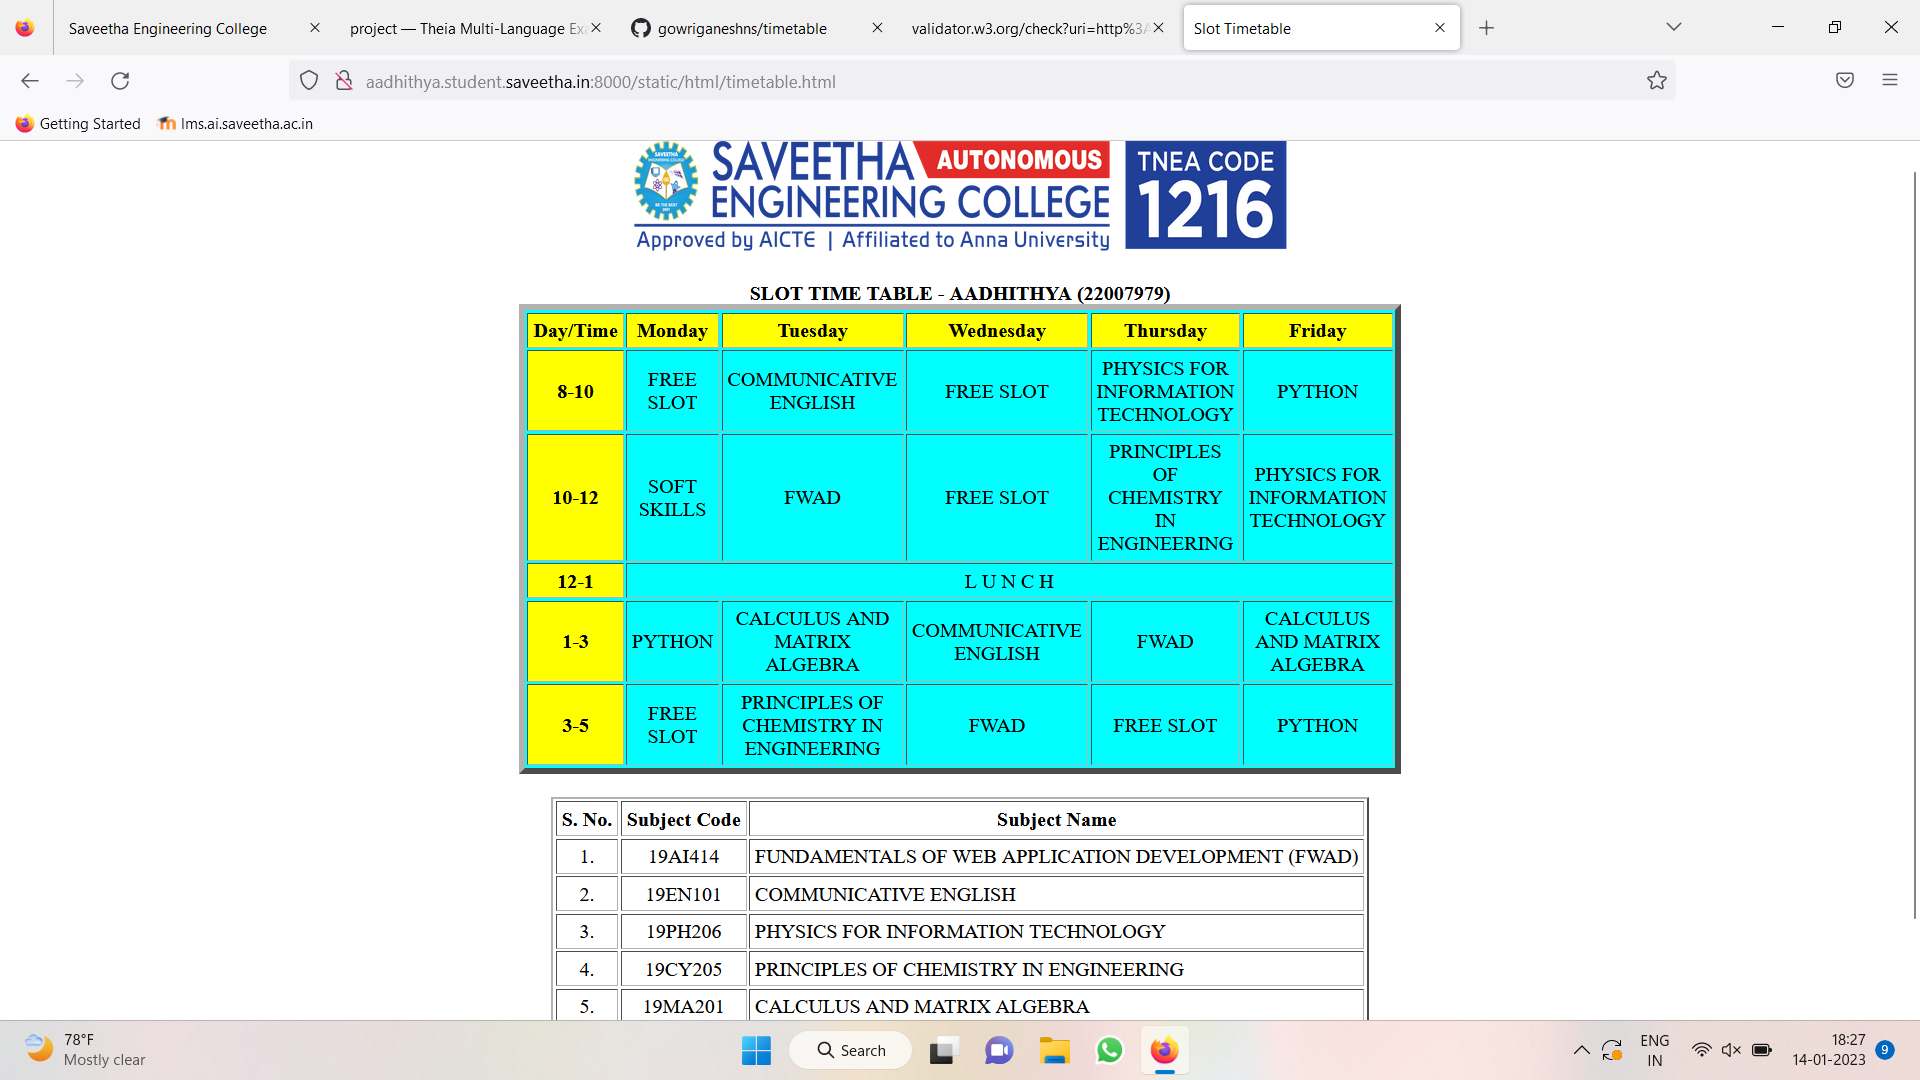 Saveetha Engineering College
project — Theia Multi-Language Exa
gowriganeshns/timetable
validator.w3.org/check?uri=http%3A
Slot Timetable
aadhithya.student.saveetha.in:8000/static/html/timetable.html
Getting Started
lms.ai.saveetha.ac.in
SAVEETHA
ENGINEERING COLLEGE
BE THE BEST
SAVEETHA AUTONOMOUS
ENGINEERING COLLEGE
Approved by AICTE | Affiliated to Anna University
TNEA CODE
1216
SLOT TIME TABLE - AADHITHYA (22007979)
Day/Time Monday Tuesday Wednesday Thursday Friday
8-10
FREE
SLOT
COMMUNICATIVE
ENGLISH
FREE SLOT
PHYSICS FOR
INFORMATION
TECHNOLOGY
PYTHON
10-12
SOFT
SKILLS
FWAD
FREE SLOT
PRINCIPLES
OF
CHEMISTRY
IN
ENGINEERING
PHYSICS FOR
INFORMATION
TECHNOLOGY
12-1
L U N C H
1-3
PYTHON
CALCULUS AND
MATRIX
ALGEBRA
COMMUNICATIVE
ENGLISH
FWAD
CALCULUS
AND MATRIX
ALGEBRA
3-5
FREE
SLOT
PRINCIPLES OF
CHEMISTRY IN
ENGINEERING
FWAD
FREE SLOT
PYTHON
S. No. Subject Code Subject Name
1. 19AI414 FUNDAMENTALS OF WEB APPLICATION DEVELOPMENT (FWAD)
2. 19EN101 COMMUNICATIVE ENGLISH
3. 19PH206 PHYSICS FOR INFORMATION TECHNOLOGY
4. 19CY205 PRINCIPLES OF CHEMISTRY IN ENGINEERING
5. 19MA201 CALCULUS AND MATRIX ALGEBRA
78°F
Mostly clear
Search
ENG
IN
18:27
14-01-2023
9